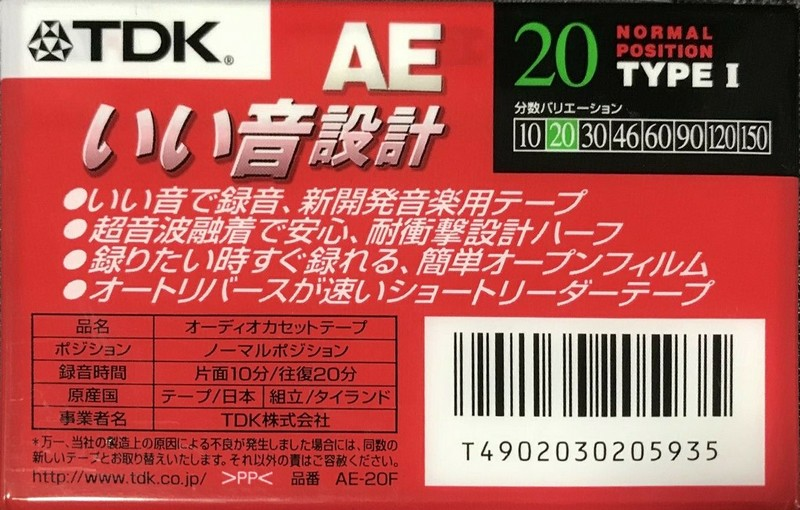 TDK®
AE
いい音設計
20
NORMAL
POSITION
TYPE I
分数バリエーション
10 20 30 46 60 90 120 150
●いい音で録音、新開発音楽用テープ
●超音波融着で安心、耐衝撃設計ハーフ
●録りたい時すぐ録れる、簡単オープンフィルム
●オートリバースが速いショートリーダーテープ
品名 オーディオカセットテープ
ポジション ノーマルポジション
録音時間 片面10分/往復20分
原産国 テープ/日本 組立/タイランド
事業者名 TDK株式会社
*万一、当社の製造上の原因による不良が発生しました場合には、同数の
新しいテープとお取り替えいたします。それ以外の責はご容赦ください。
http://www.tdk.co.jp/ >PP< 品番 AE-20F
T4902030205935